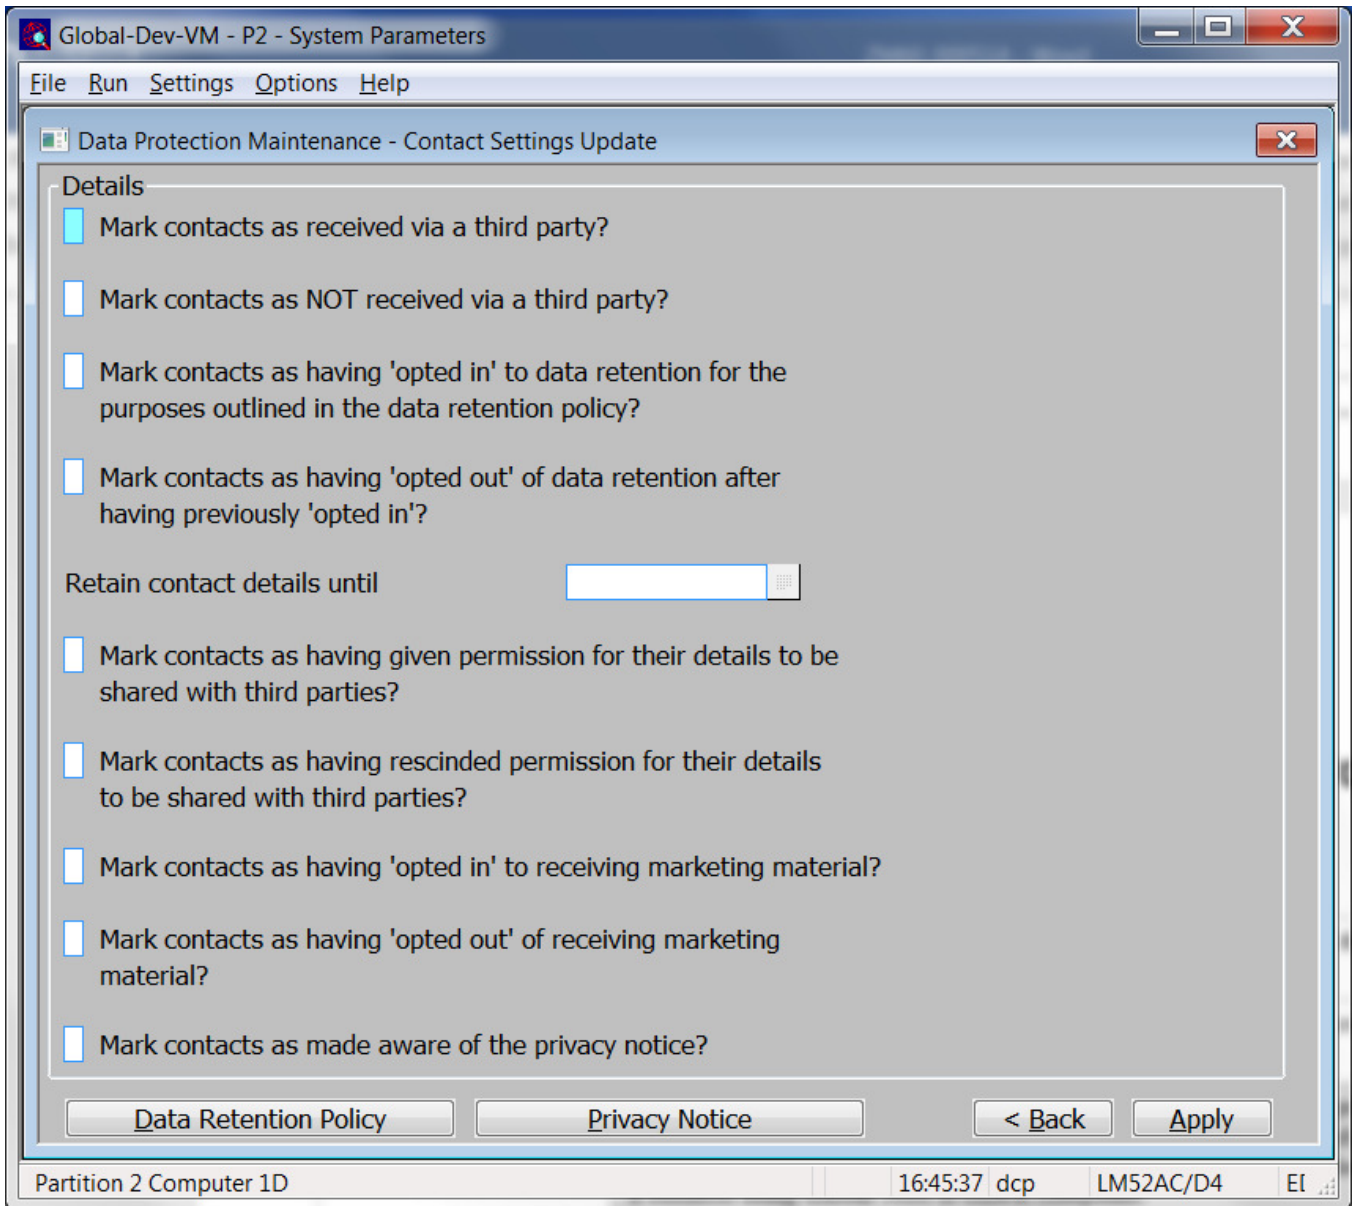 Global-Dev-VM - P2 - System Parameters
File Run Settings Options Help
Data Protection Maintenance - Contact Settings Update
Details
Mark contacts as received via a third party?
Mark contacts as NOT received via a third party?
Mark contacts as having 'opted in' to data retention for the
purposes outlined in the data retention policy?
Mark contacts as having 'opted out' of data retention after
having previously 'opted in'?
Retain contact details until
Mark contacts as having given permission for their details to be
shared with third parties?
Mark contacts as having rescinded permission for their details
to be shared with third parties?
Mark contacts as having 'opted in' to receiving marketing material?
Mark contacts as having 'opted out' of receiving marketing
material?
Mark contacts as made aware of the privacy notice?
Data Retention Policy Privacy Notice < Back Apply
Partition 2 Computer 1D 16:45:37 dcp LM52AC/D4